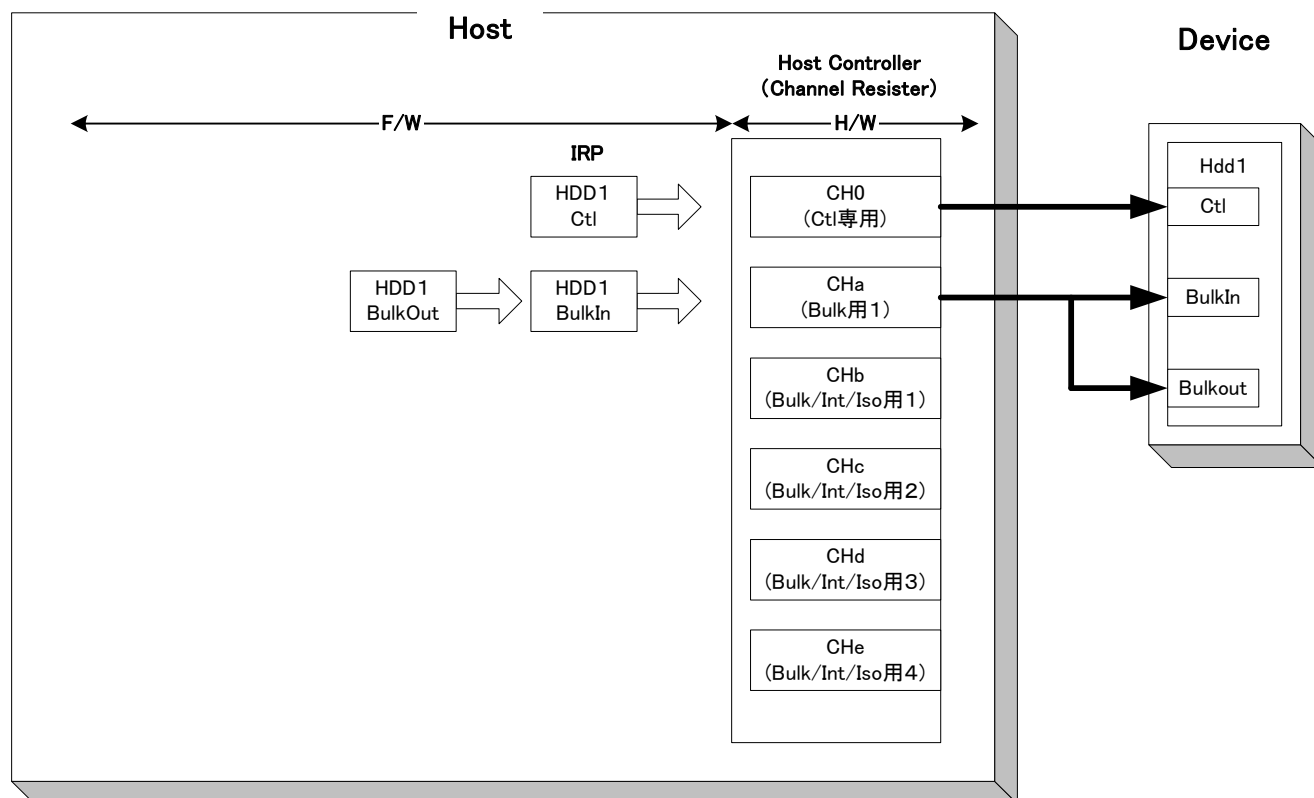 Host
Device
Host Controller
(Channel Resister)
F/W
H/W
IRP
HDD1
Ctl
CH0
(Ctl専用)
Hdd1
Ctl
HDD1
BulkOut
HDD1
BulkIn
CHa
(Bulk用1)
BulkIn
CHb
(Bulk/Int/Iso用1)
Bulkout
CHc
(Bulk/Int/Iso用2)
CHd
(Bulk/Int/Iso用3)
CHe
(Bulk/Int/Iso用4)